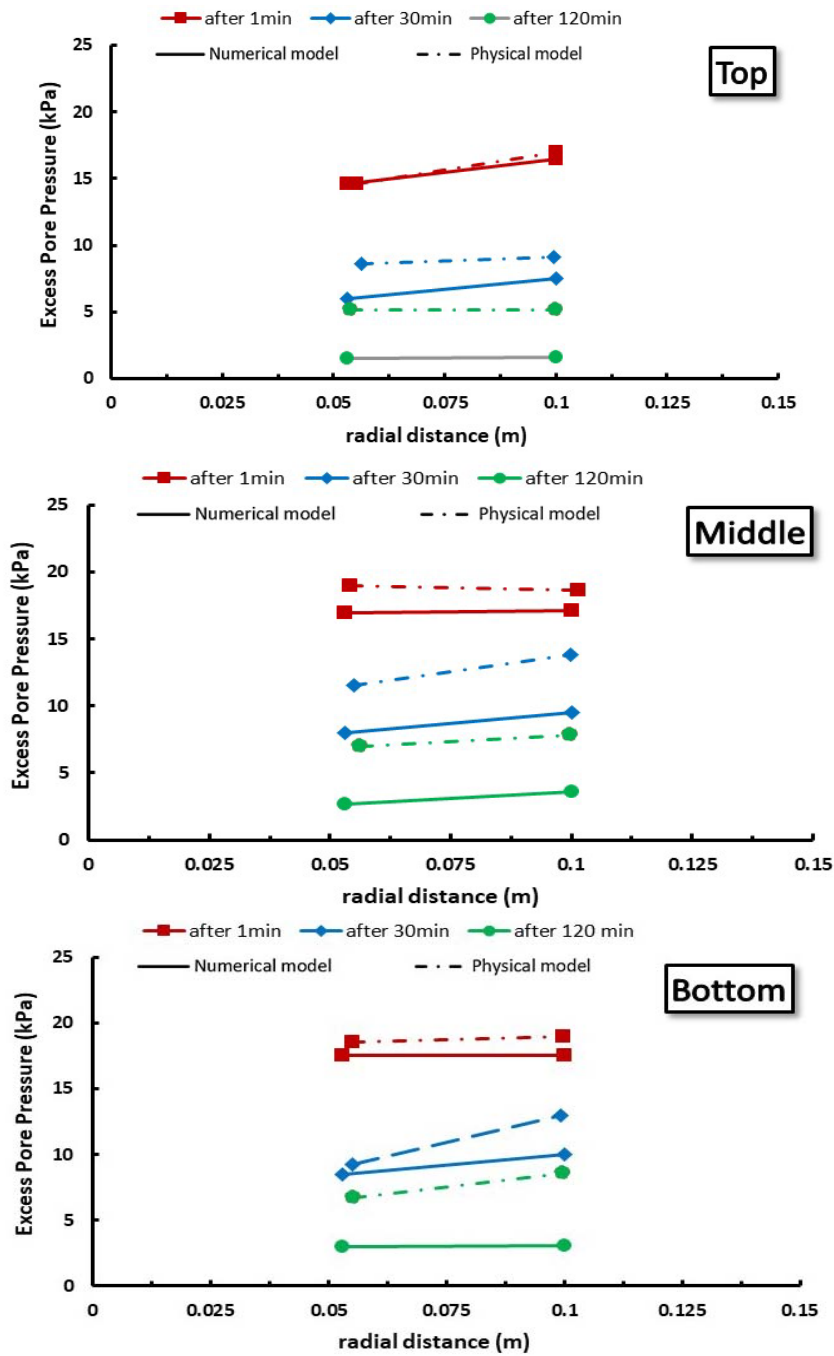 after 1min after 30min after 120min
Numerical model Physical model
Top
Excess Pore Pressure (kPa)
25
20
15
10
5
0
0 0.025 0.05 0.075 0.1 0.125 0.15
radial distance (m)
after 1min after 30min after 120min
Numerical model Physical model
Middle
Excess Pore Pressure (kPa)
25
20
15
10
5
0
0 0.025 0.05 0.075 0.1 0.125 0.15
radial distance (m)
after 1min after 30min after 120 min
Numerical model Physical model
Bottom
Excess Pore Pressure (kPa)
25
20
15
10
5
0
0 0.025 0.05 0.075 0.1 0.125 0.15
radial distance (m)